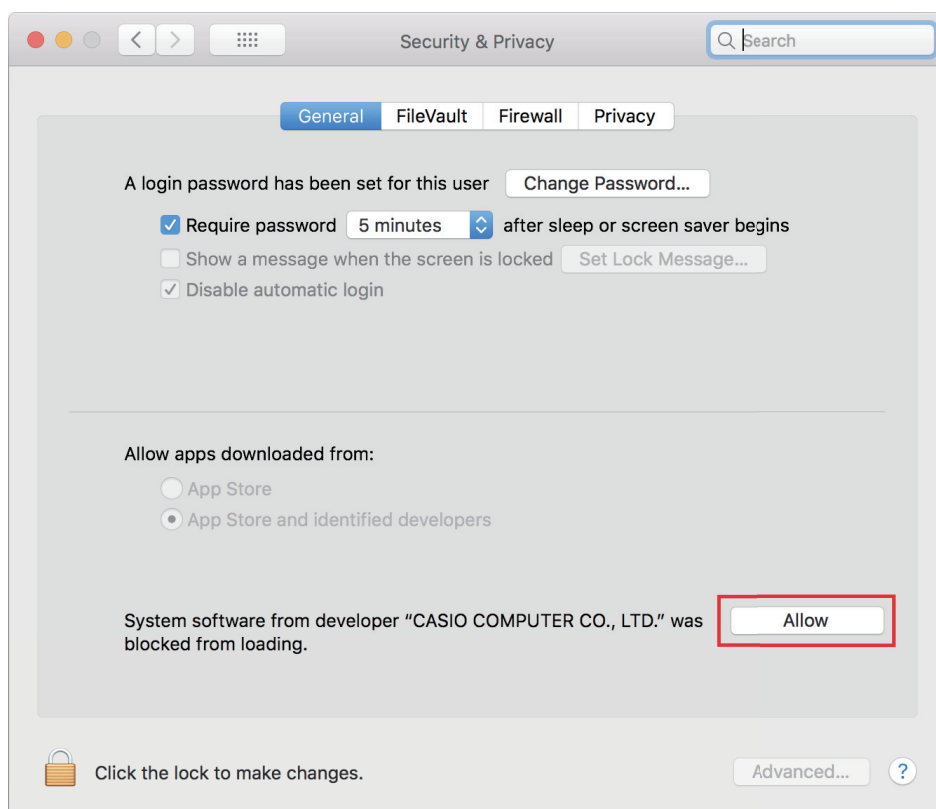 Security & Privacy
Search
General FileVault Firewall Privacy
A login password has been set for this user Change Password...
Require password 5 minutes after sleep or screen saver begins
Show a message when the screen is locked Set Lock Message...
Disable automatic login
Allow apps downloaded from:
App Store
App Store and identified developers
System software from developer “CASIO COMPUTER CO., LTD.” was Allow
blocked from loading.
Click the lock to make changes. Advanced... ?